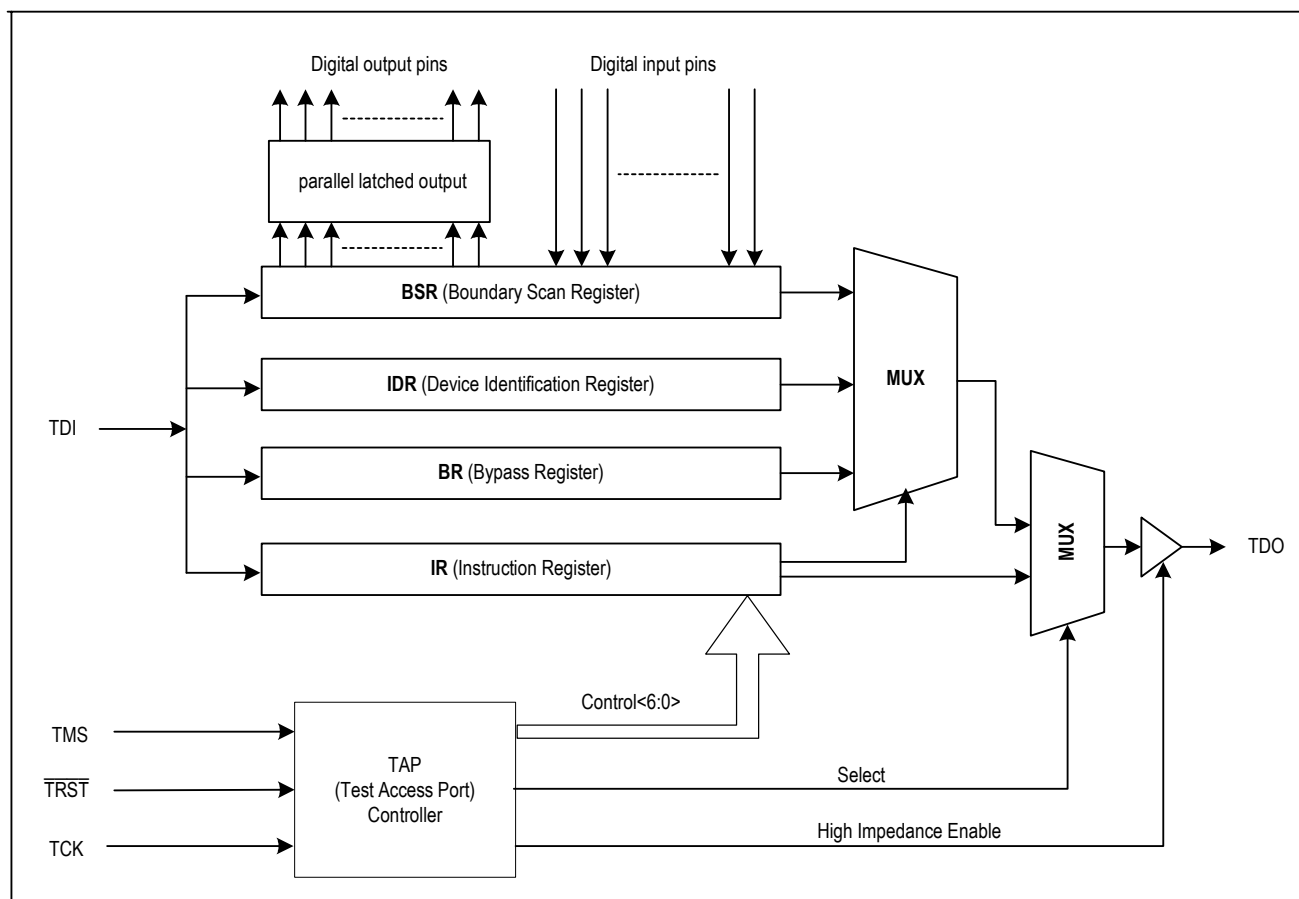 Digital output pins
Digital input pins
parallel latched output
BSR (Boundary Scan Register)
IDR (Device Identification Register)
MUX
TDI
BR (Bypass Register)
MUX
IR (Instruction Register)
TDO
Control<6:0>
TMS
TAP
(Test Access Port)
Controller
TRST
Select
TCK
High Impedance Enable